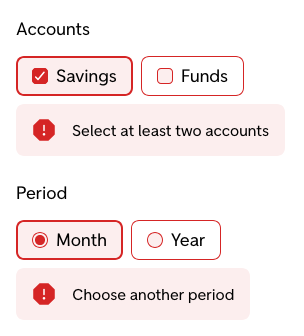 Accounts
Savings Funds
Select at least two accounts
Period
Month Year
Choose another period